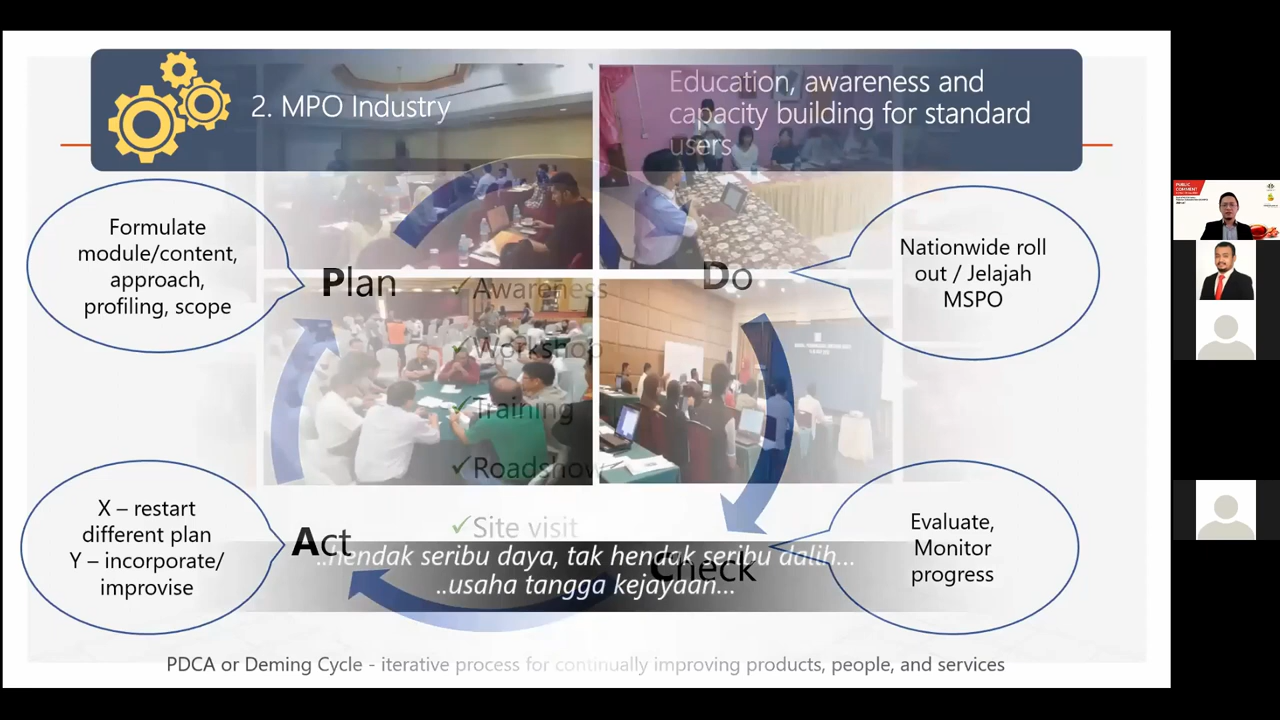 2. MPO Industry
Education, awareness and
capacity building for standard
users
Formulate
module/content,
approach,
profiling, scope
Plan
Do
Nationwide roll
out / Jelajah
MSPO
✓Awareness
✓Workshop
✓Training
✓Roadshow
✓Site visit
X – restart
different plan
Y – incorporate/
improvise
Act
Check
Evaluate,
Monitor
progress
..hendak seribu daya, tak hendak seribu dalih...
..usaha tangga kejayaan...
PDCA or Deming Cycle - iterative process for continually improving products, people, and services
PUBLIC
COMMENT